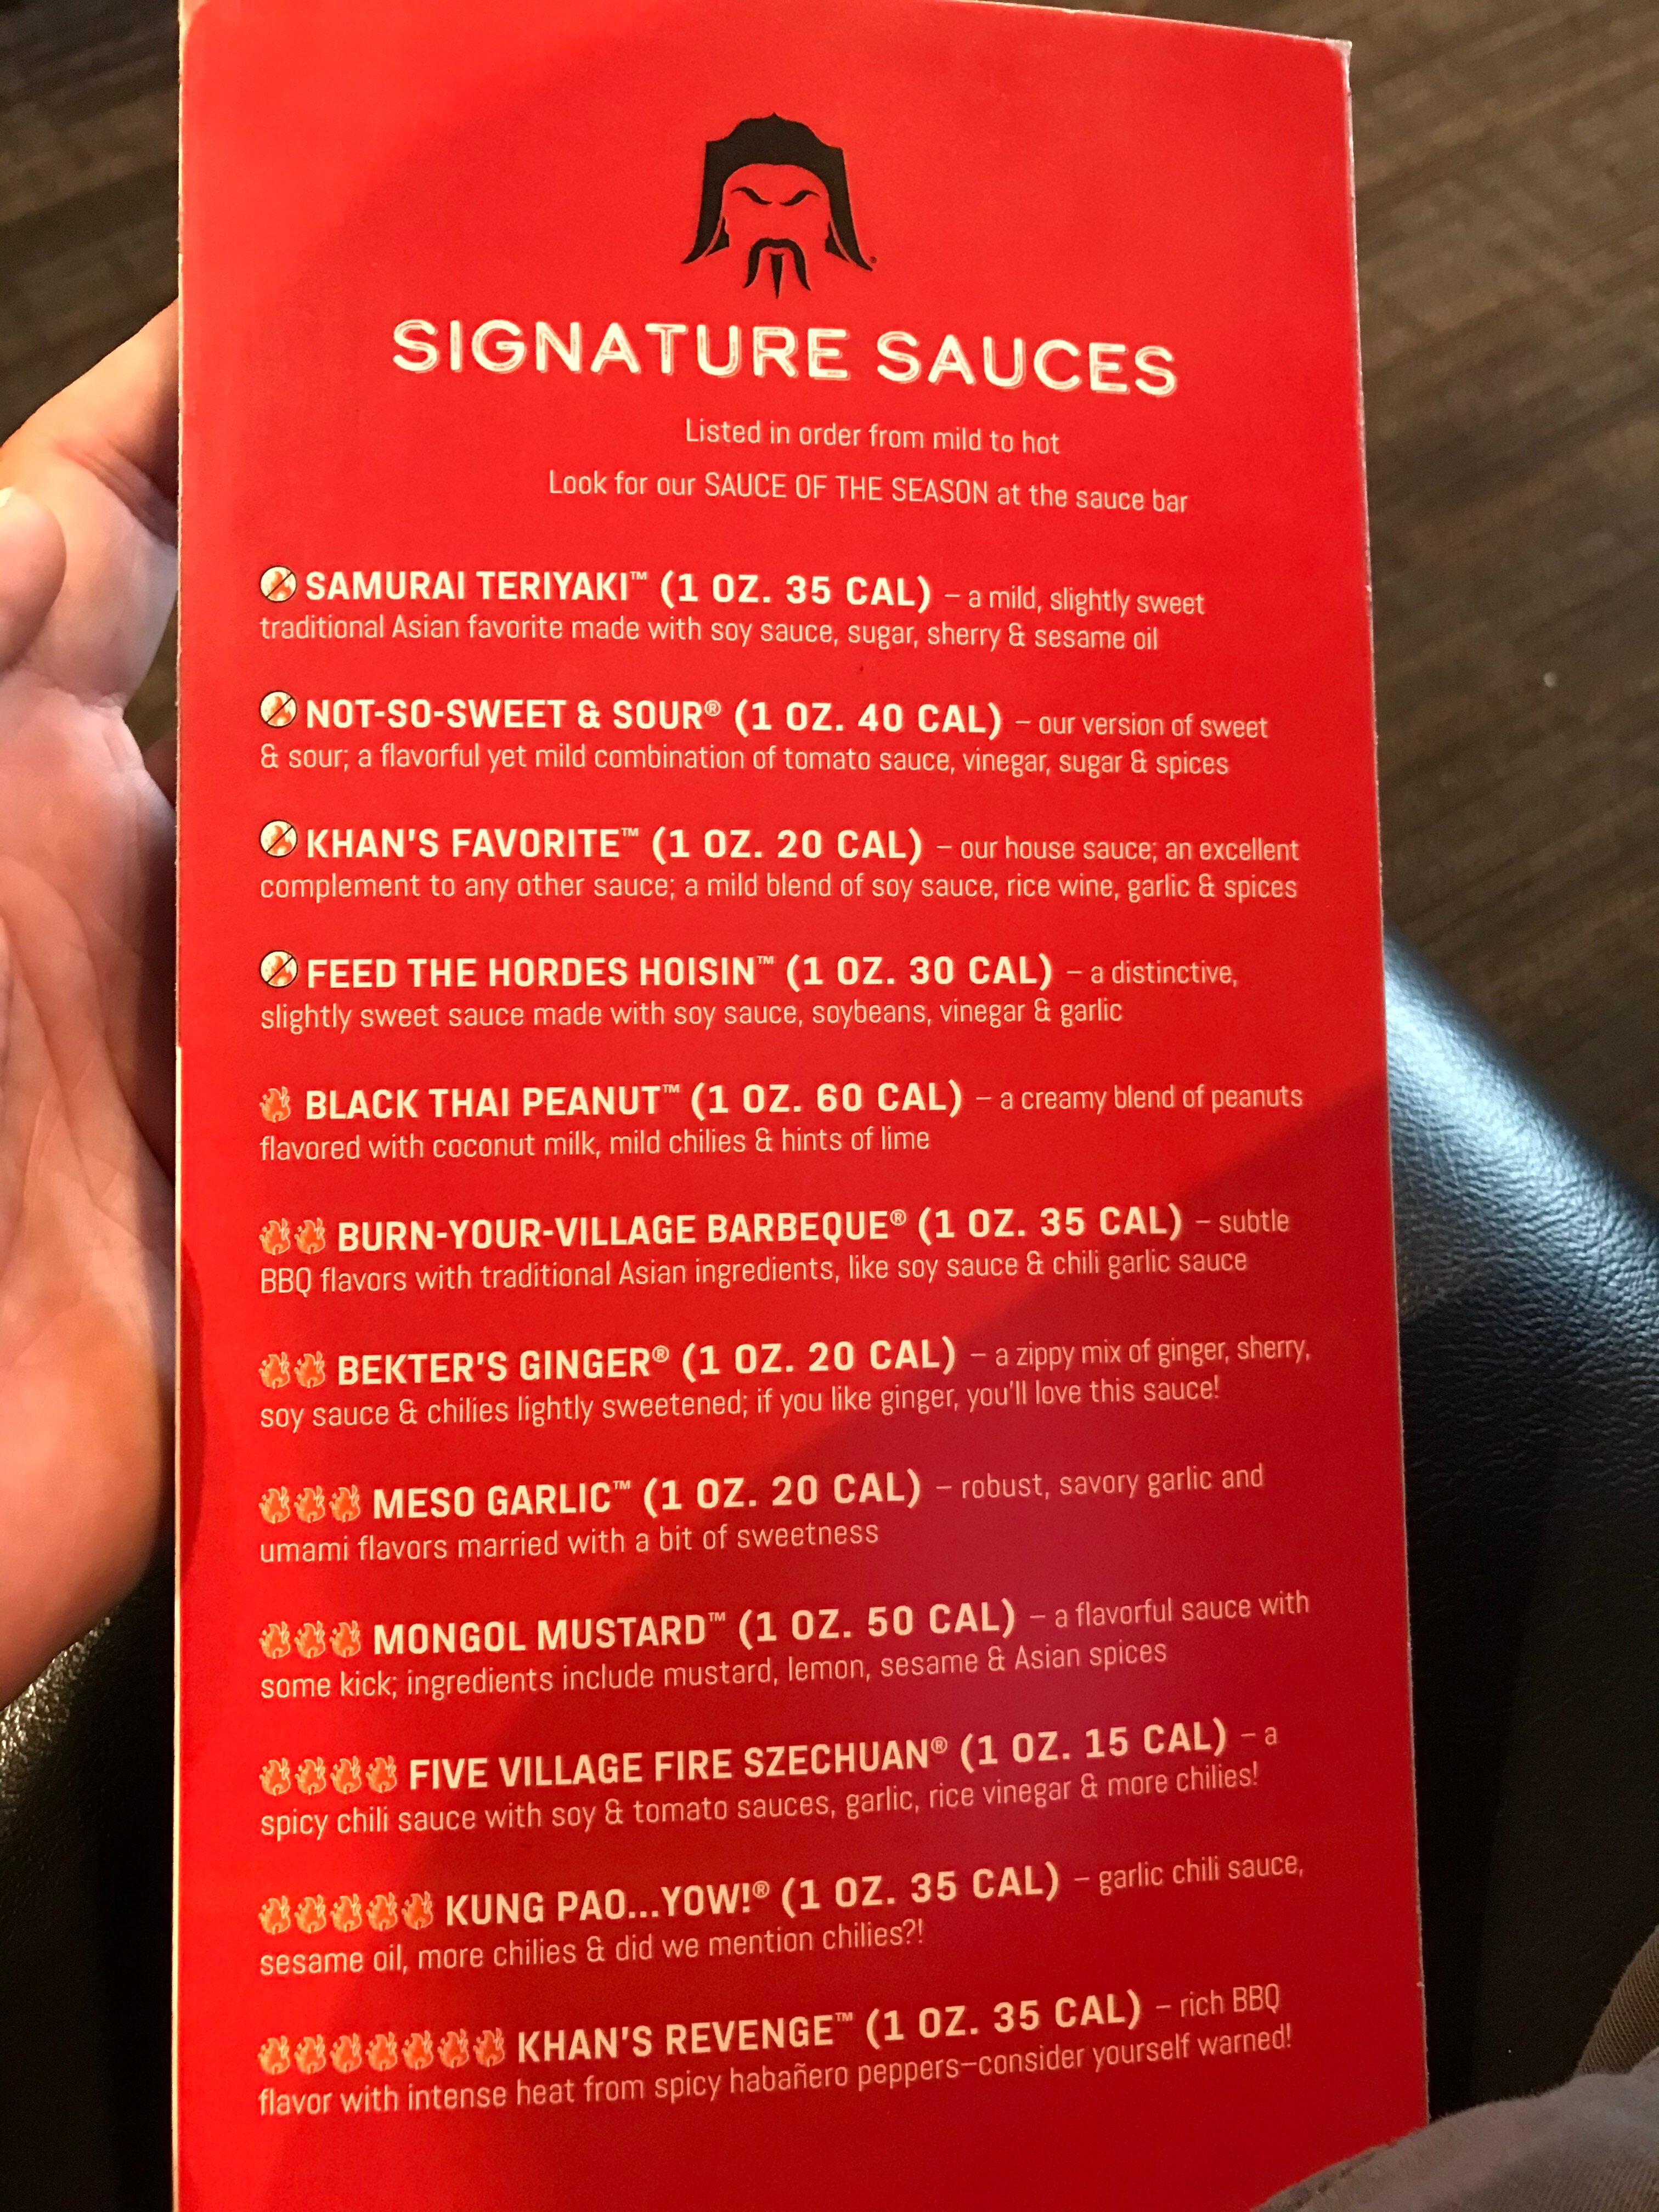 SIGNATURE SAUCES
Listed in order from mild to hot
Look for our SAUCE OF THE SEASON at the sauce bar
SAMURAI TERIYAKI™ (1 OZ. 35 CAL) – a mild, slightly sweet
traditional Asian favorite made with soy sauce, sugar, sherry & sesame oil
NOT-SO-SWEET & SOUR® (1 OZ. 40 CAL) – our version of sweet
& sour; a flavorful yet mild combination of tomato sauce, vinegar, sugar & spices
KHAN'S FAVORITE™ (1 OZ. 20 CAL) – our house sauce; an excellent
complement to any other sauce; a mild blend of soy sauce, rice wine, garlic & spices
FEED THE HORDES HOISIN™ (1 OZ. 30 CAL) – a distinctive,
slightly sweet sauce made with soy sauce, soybeans, vinegar & garlic
BLACK THAI PEANUT™ (1 OZ. 60 CAL) – a creamy blend of peanuts
flavored with coconut milk, mild chilies & hints of lime
BURN-YOUR-VILLAGE BARBEQUE® (1 OZ. 35 CAL) – subtle
BBQ flavors with traditional Asian ingredients, like soy sauce & chili garlic sauce
BEKTER'S GINGER® (1 OZ. 20 CAL) – a zippy mix of ginger, sherry,
soy sauce & chilies lightly sweetened; if you like ginger, you'll love this sauce!
MESO GARLIC™ (1 OZ. 20 CAL) – robust, savory garlic and
umami flavors married with a bit of sweetness
MONGOL MUSTARD™ (1 OZ. 50 CAL) – a flavorful sauce with
some kick; ingredients include mustard, lemon, sesame & Asian spices
FIVE VILLAGE FIRE SZECHUAN® (1 OZ. 15 CAL) – a
spicy chili sauce with soy & tomato sauces, garlic, rice vinegar & more chilies!
KUNG PAO...YOW!® (1 OZ. 35 CAL) – garlic chili sauce,
sesame oil, more chilies & did we mention chilies?!
KHAN'S REVENGE™ (1 OZ. 35 CAL) – rich BBQ
flavor with intense heat from spicy habañero peppers–consider yourself warned!